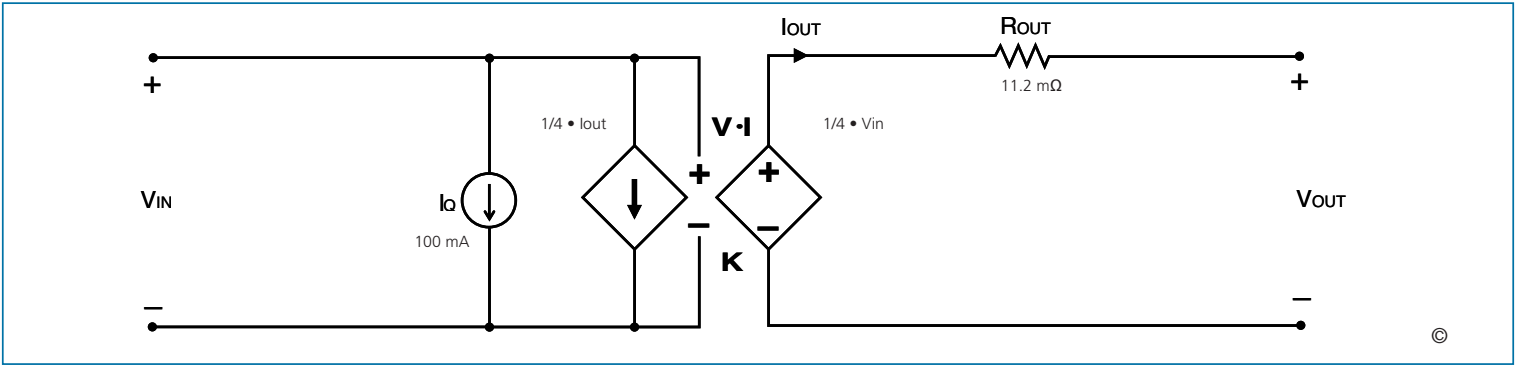 IOUT
ROUT
11.2 mΩ
+
+
1/4 • Iout
V•I
1/4 • Vin
+
+
VIN
IQ
VOUT
100 mA
–
–
K
–
–
©